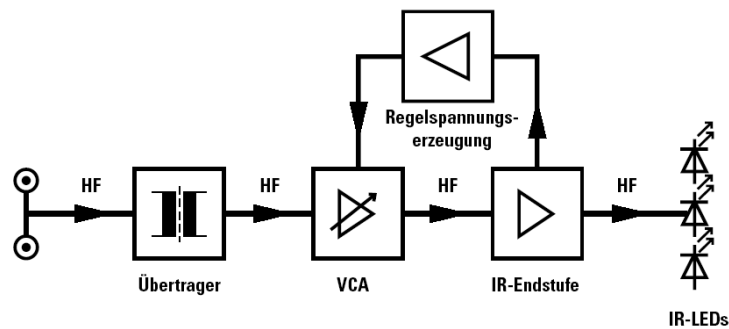 Regelspannungs-
erzeugung
HF
HF
HF
HF
Übertrager
VCA
IR-Endstufe
IR-LEDs